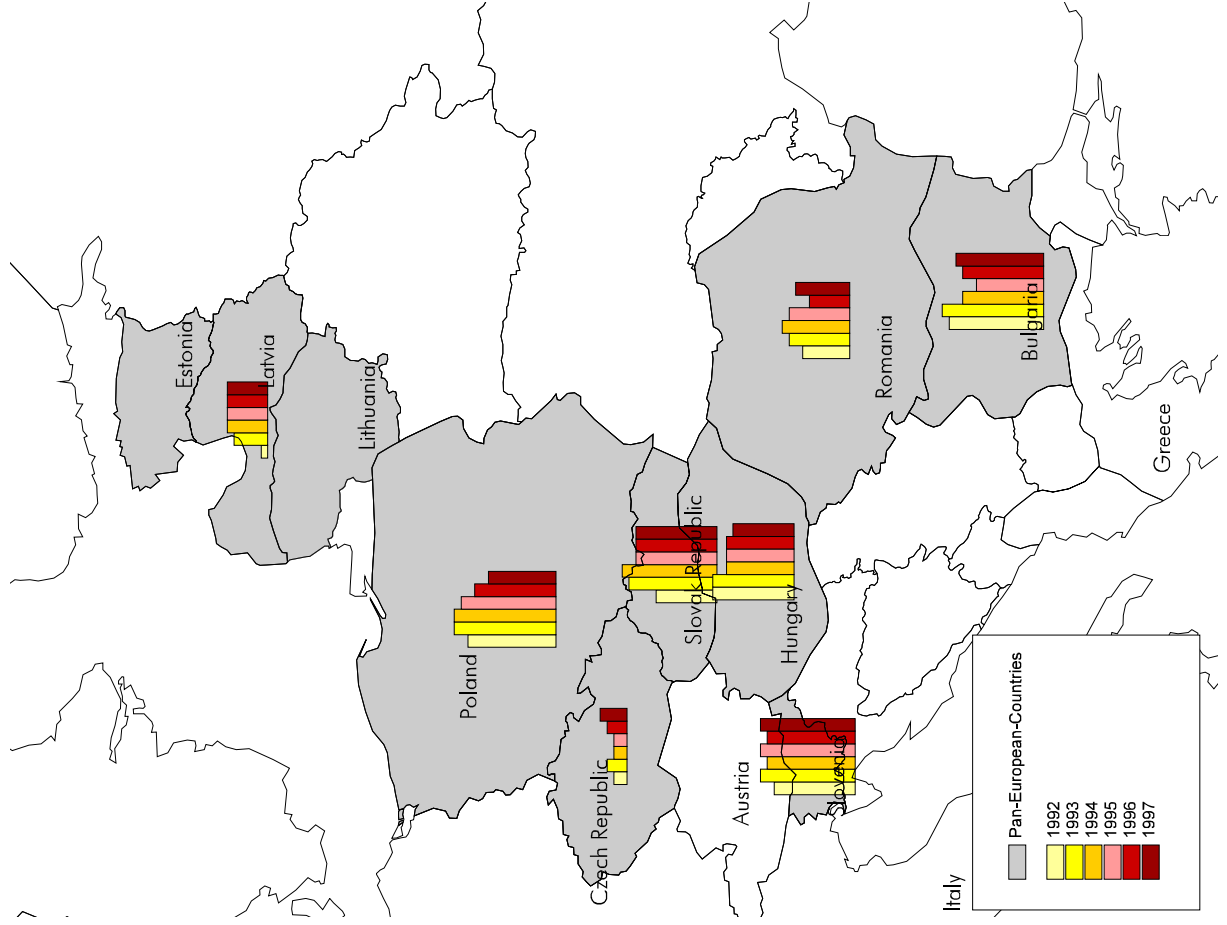 Estonia
Latvia
Lithuania
Poland
Czech Republic
Slovak Republic
Hungary
Austria
Slovenia
Romania
Bulgaria
Greece
Italy
Pan-European-Countries
1992
1993
1994
1995
1996
1997